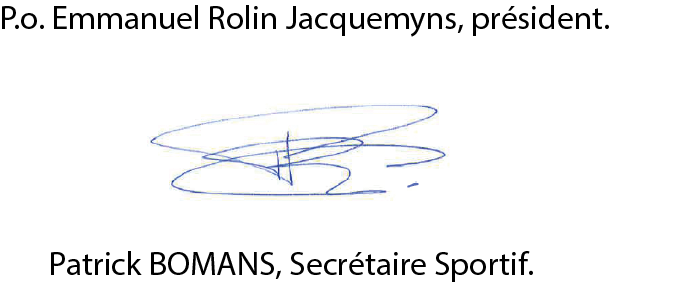 P.o. Emmanuel Rolin Jacquemyns, président.
Patrick BOMANS, Secrétaire Sportif.